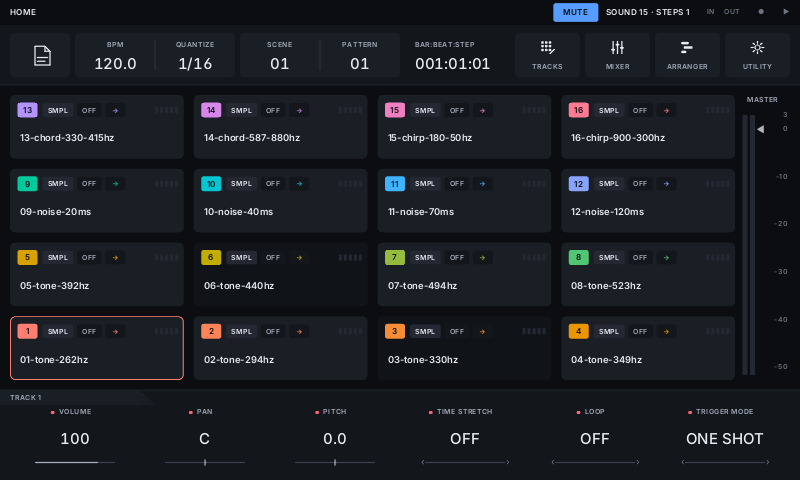 HOME
MUTE SOUND 15 · STEPS 1 IN OUT
BPM QUANTIZE SCENE PATTERN BAR:BEAT:STEP
120.0 1/16 01 01 001:01:01
TRACKS MIXER ARRANGER UTILITY
MASTER
13 SMPL OFF → 14 SMPL OFF → 15 SMPL OFF → 16 SMPL OFF →
13-chord-330-415hz 14-chord-587-880hz 15-chirp-180-50hz 16-chirp-900-300hz
9 SMPL OFF → 10 SMPL OFF → 11 SMPL OFF → 12 SMPL OFF →
09-noise-20ms 10-noise-40ms 11-noise-70ms 12-noise-120ms
5 SMPL OFF → 6 SMPL OFF → 7 SMPL OFF → 8 SMPL OFF →
05-tone-392hz 06-tone-440hz 07-tone-494hz 08-tone-523hz
1 SMPL OFF → 2 SMPL OFF → 3 SMPL OFF → 4 SMPL OFF →
01-tone-262hz 02-tone-294hz 03-tone-330hz 04-tone-349hz
3
0
-10
-20
-30
-40
-50
TRACK 1
VOLUME PAN PITCH TIME STRETCH LOOP TRIGGER MODE
100 C 0.0 OFF OFF ONE SHOT